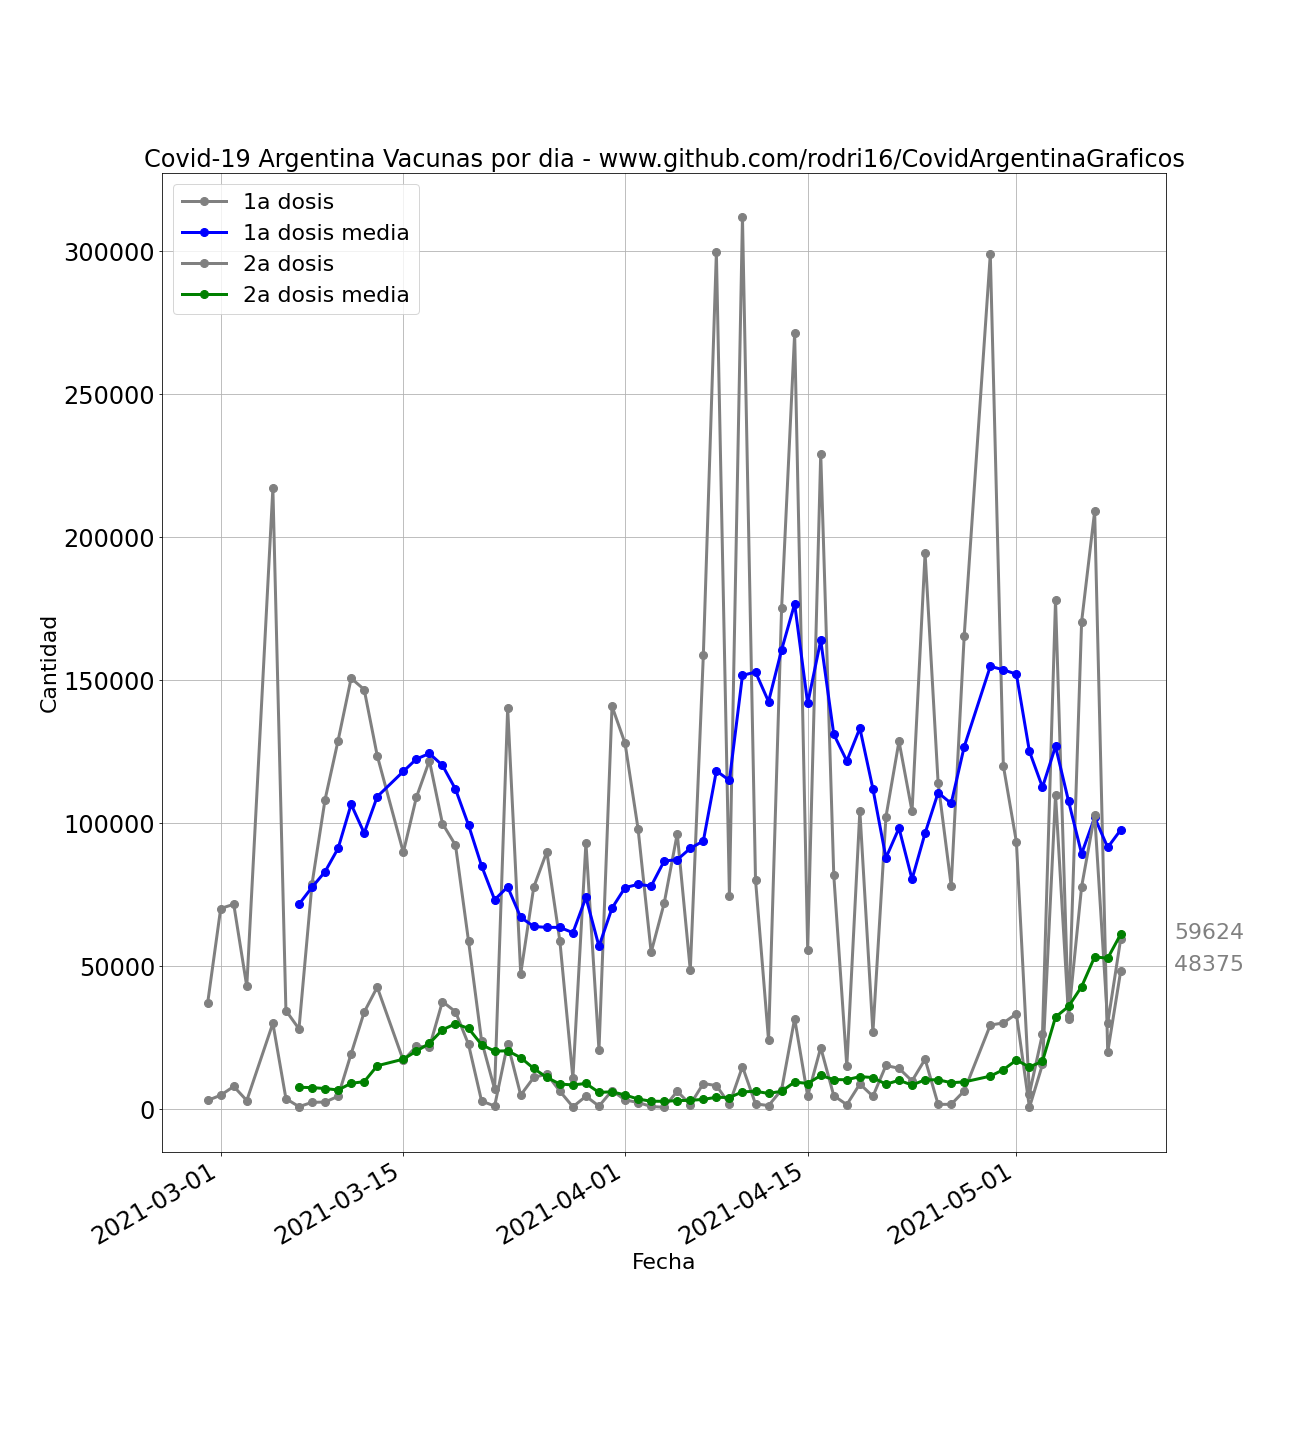 Covid-19 Argentina Vacunas por dia - www.github.com/rodri16/CovidArgentinaGraficos
1a dosis
1a dosis media
2a dosis
2a dosis media
300000
250000
200000
150000
100000
50000
0
Cantidad
59624
48375
2021-03-01
2021-03-15
2021-04-01
2021-04-15
2021-05-01
Fecha